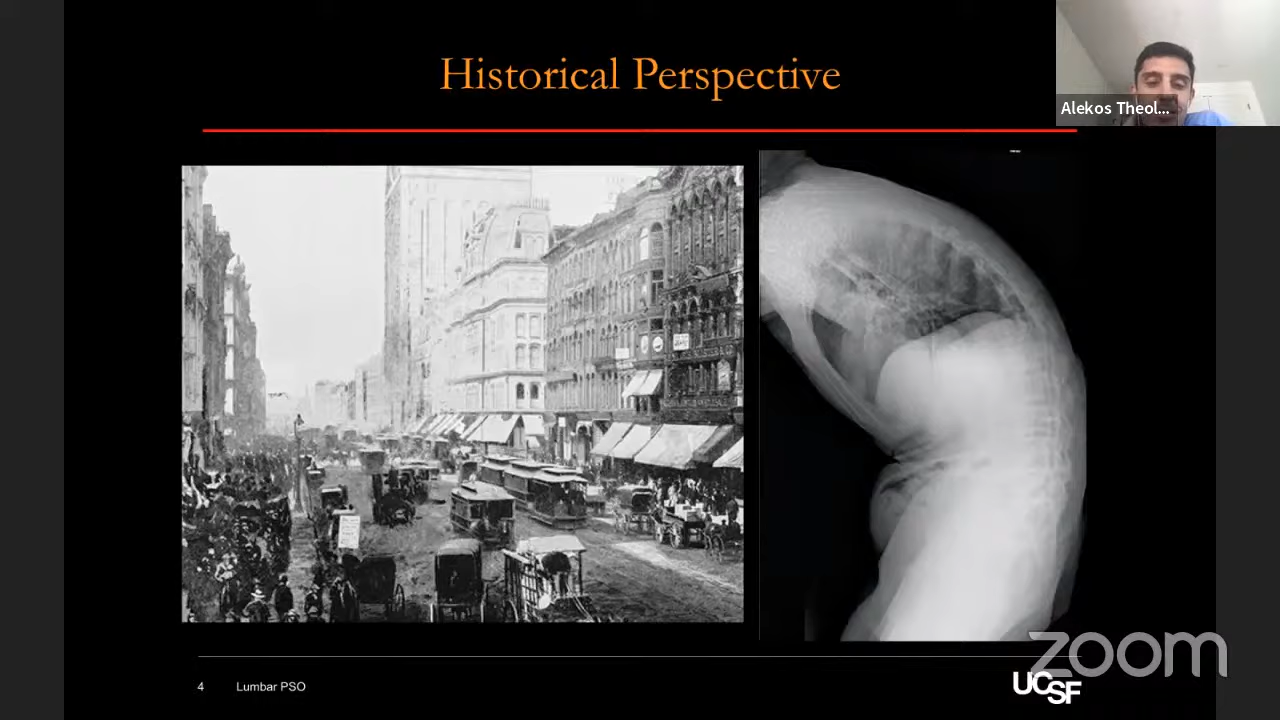 Historical Perspective
Alekos Theol...
4 Lumbar PSO
UCSF
zoom